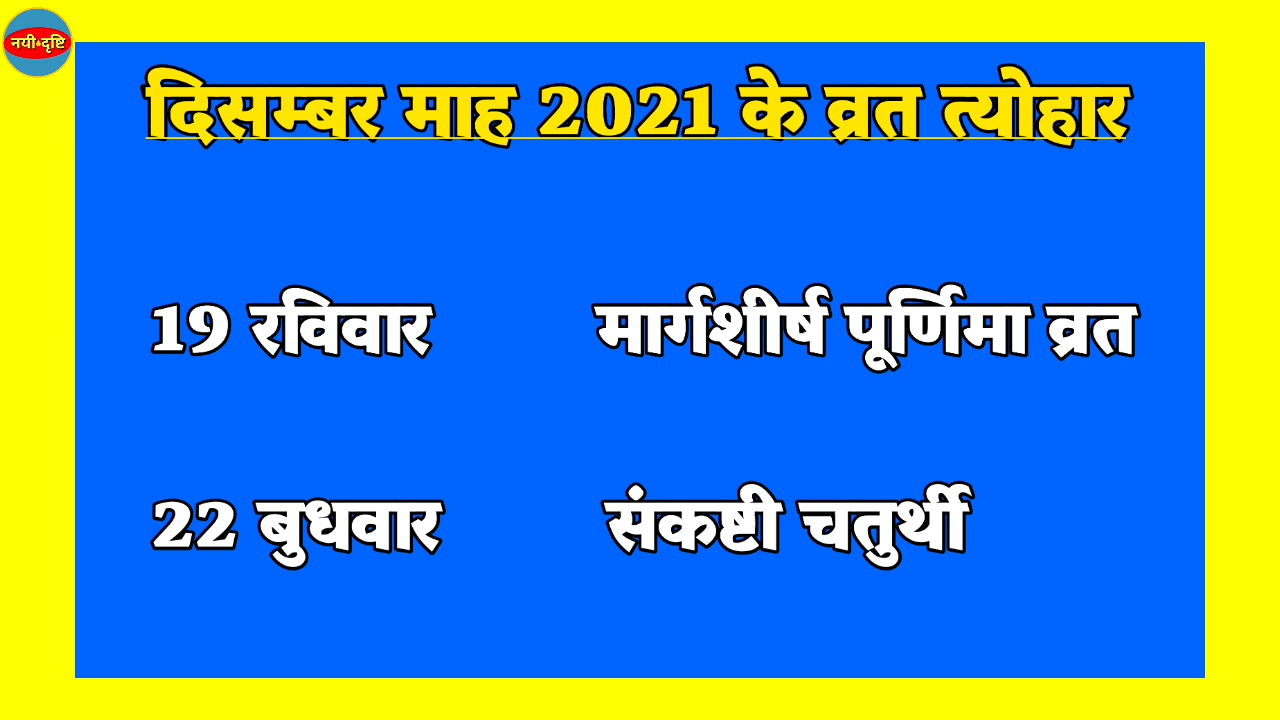 नयी दृष्टि
दिसम्बर माह 2021 के व्रत त्योहार
19 रविवार मार्गशीर्ष पूर्णिमा व्रत
22 बुधवार संकष्टी चतुर्थी